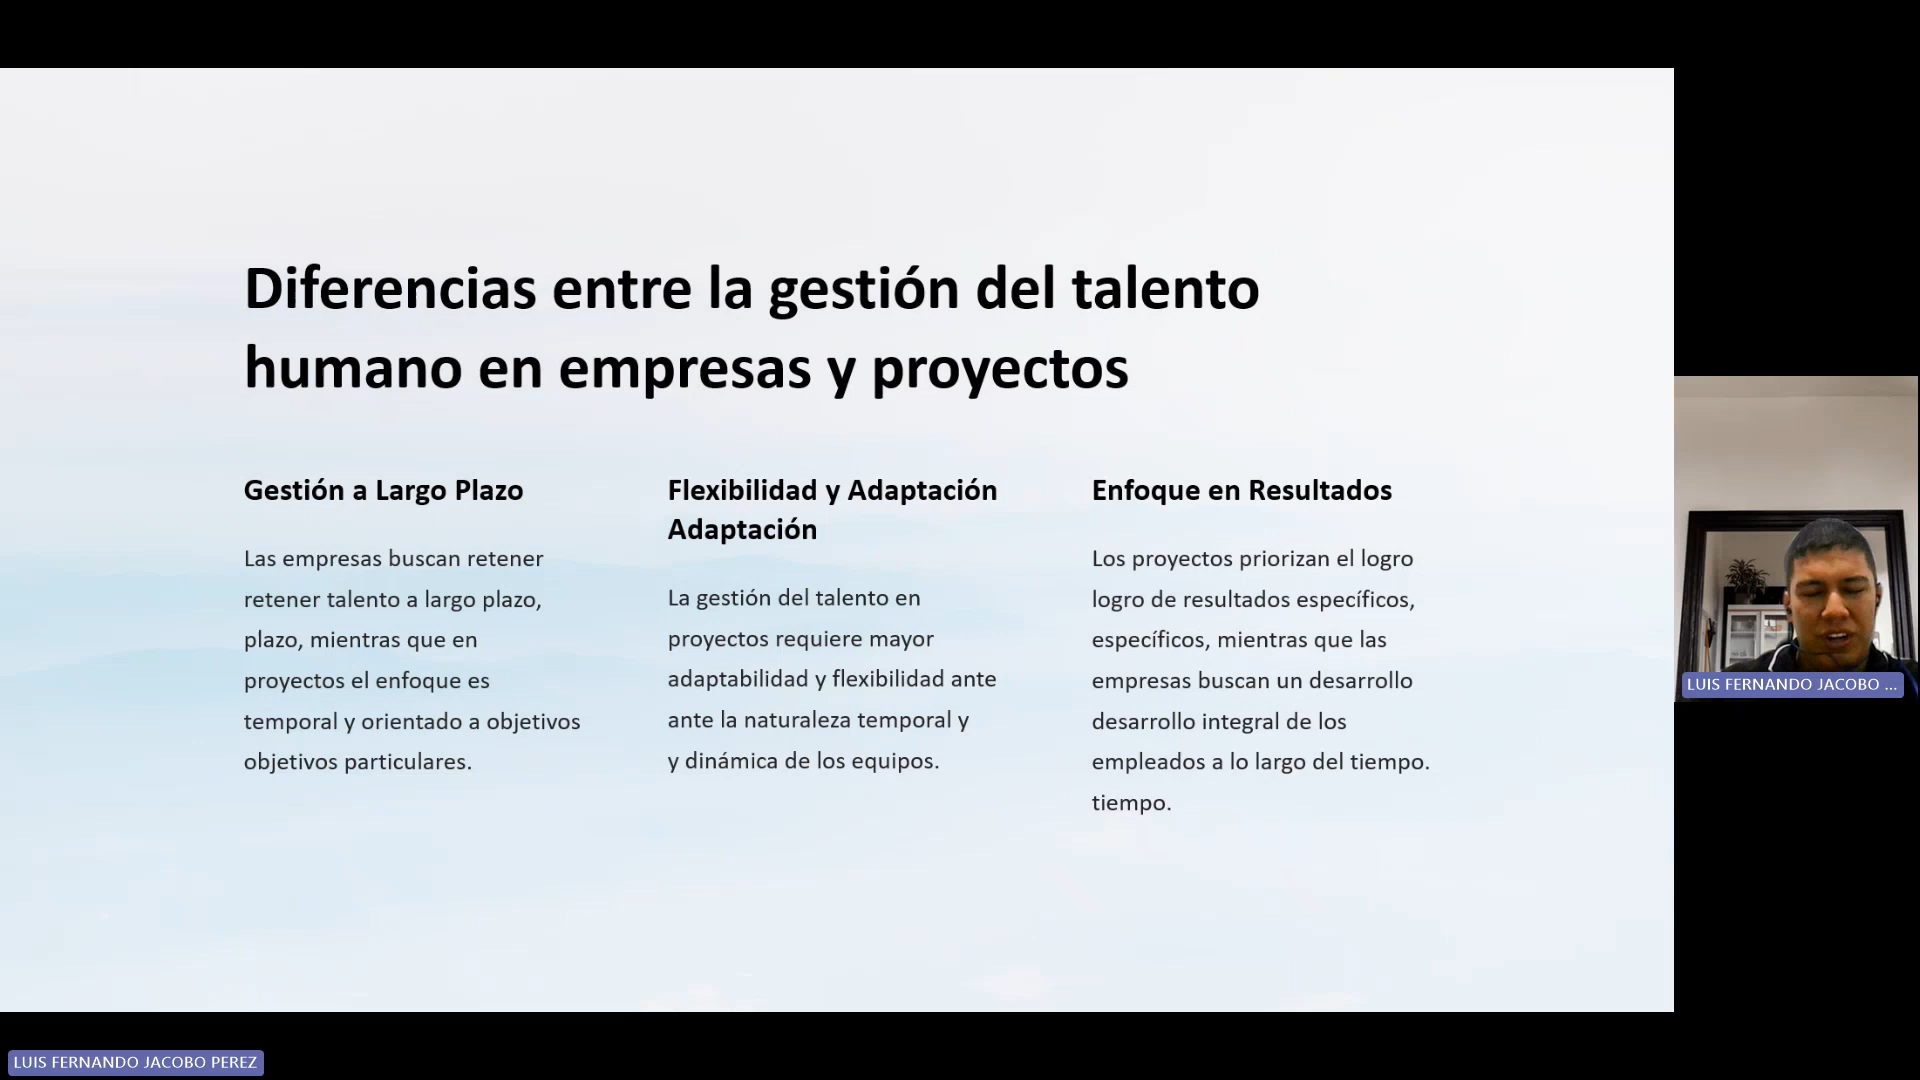 Diferencias entre la gestión del talento
humano en empresas y proyectos
Gestión a Largo Plazo
Las empresas buscan retener
retener talento a largo plazo,
plazo, mientras que en
proyectos el enfoque es
temporal y orientado a objetivos
objetivos particulares.
Flexibilidad y Adaptación
Adaptación
La gestión del talento en
proyectos requiere mayor
adaptabilidad y flexibilidad ante
ante la naturaleza temporal y
y dinámica de los equipos.
Enfoque en Resultados
Los proyectos priorizan el logro
logro de resultados específicos,
específicos, mientras que las
empresas buscan un desarrollo
desarrollo integral de los
empleados a lo largo del tiempo.
tiempo.
LUIS FERNANDO JACOBO ...
LUIS FERNANDO JACOBO PEREZ